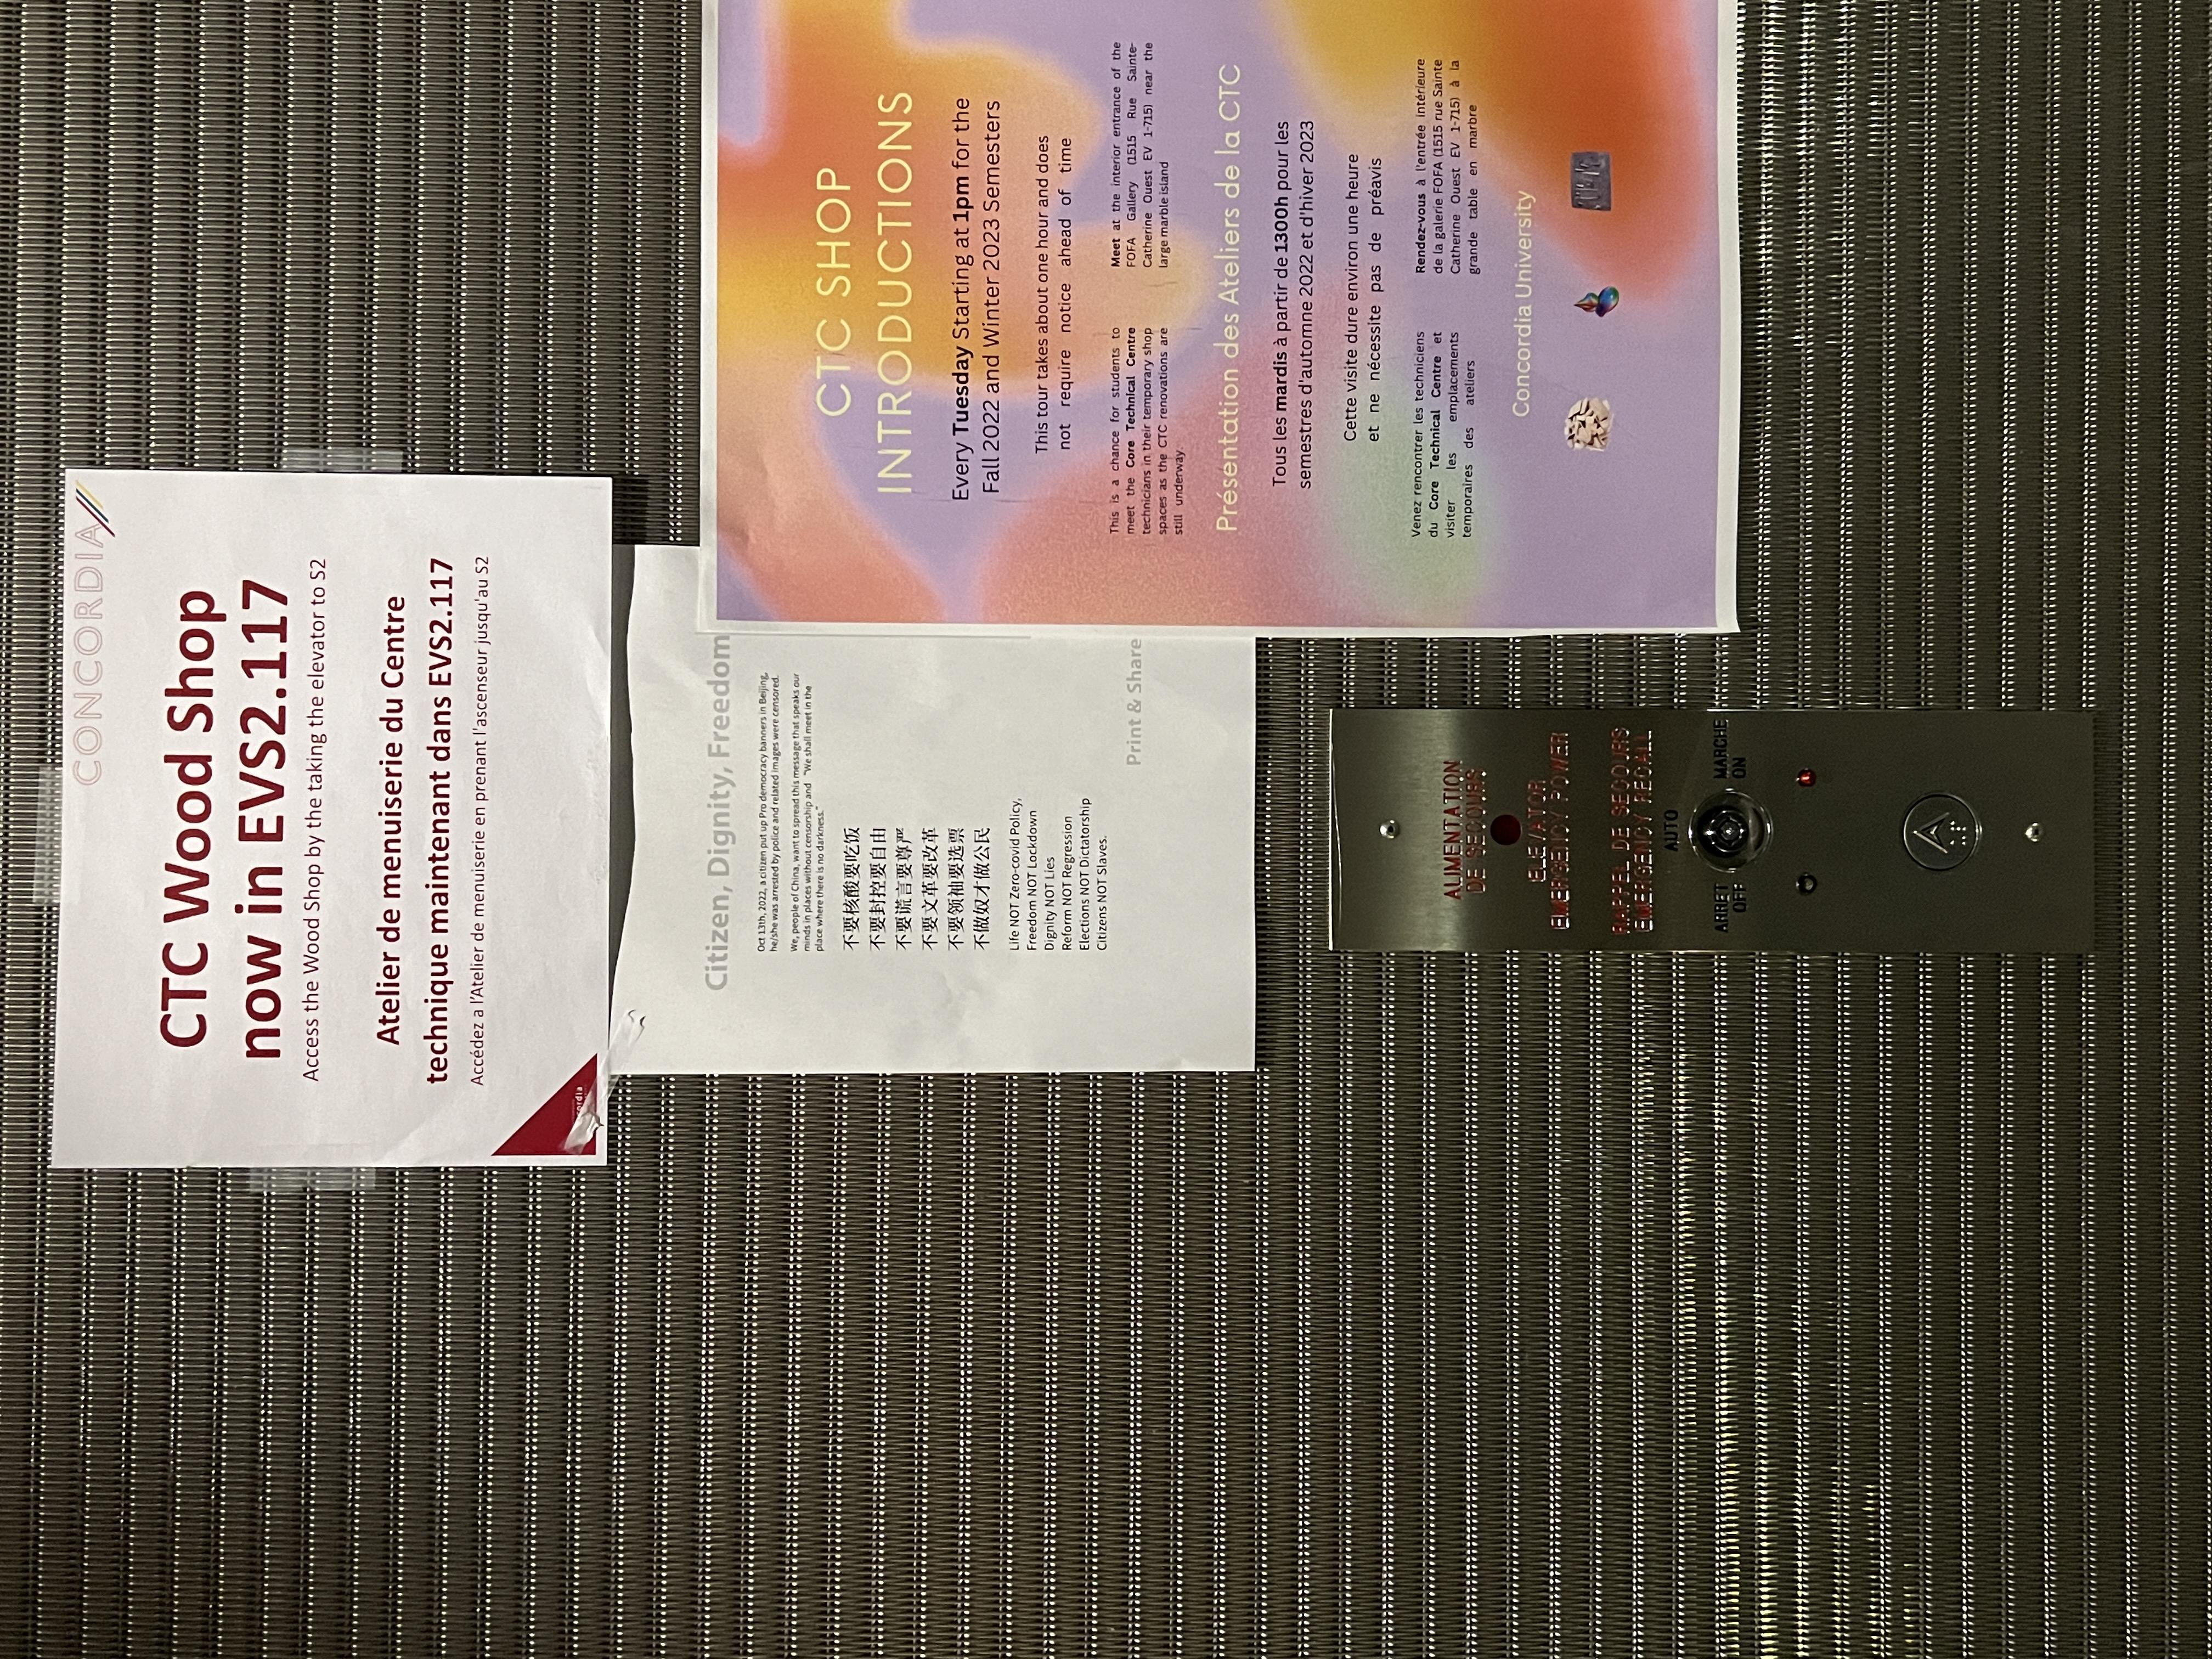 CONCORDIA
CTC Wood Shop
now in EVS2.117
Access the Wood Shop by the taking the elevator to S2
Atelier de menuiserie du Centre
technique maintenant dans EVS2.117
Accédez a l'Atelier de menuiserie en prenant l'ascenseur jusqu'au S2
Citizen, Dignity, Freedom
Oct 13th, 2022, a citizen put up Pro democracy banners in Beijing,
he/she was arrested by police and related images were censored.
We, people of China, want to spread this message that speaks our
minds in places without censorship and "We shall meet in the
place where there is no darkness."
不要核酸要吃饭
不要封控要自由
不要谎言要尊严
不要文革要改革
不要领袖要选票
不做奴才做公民
Life NOT Zero-covid Policy,
Freedom NOT Lockdown
Dignity NOT Lies
Reform NOT Regression
Elections NOT Dictatorship
Citizens NOT Slaves.
Print & Share
CTC SHOP
INTRODUCTIONS
Every Tuesday Starting at 1pm for the
Fall 2022 and Winter 2023 Semesters
This tour takes about one hour and does
not require notice ahead of time
This is a chance for students to
meet the Core Technical Centre
technicians in their temporary shop
spaces as the CTC renovations are
still underway.
Meet at the interior entrance of the
FOFA Gallery (1515 Rue Sainte-
Catherine Ouest EV 1-715) near the
large marble island
Présentation des Ateliers de la CTC
Tous les mardis à partir de 1300h pour les
semestres d'automne 2022 et d'hiver 2023
Cette visite dure environ une heure
et ne nécessite pas de préavis
Venez rencontrer les techniciens
du Core Technical Centre et
visiter les emplacements
temporaires des ateliers
Rendez-vous à l'entrée intérieure
de la galerie FOFA (1515 rue Sainte
Catherine Ouest EV 1-715) à la
grande table en marbre
Concordia University
ALIMENTATION
DE SECOURS
ELEVATOR
EMERGENCY POWER
RAPPEL DE SECOURS
EMERGENCY RECALL
AUTO
ARRET
OFF
MARCHE
ON